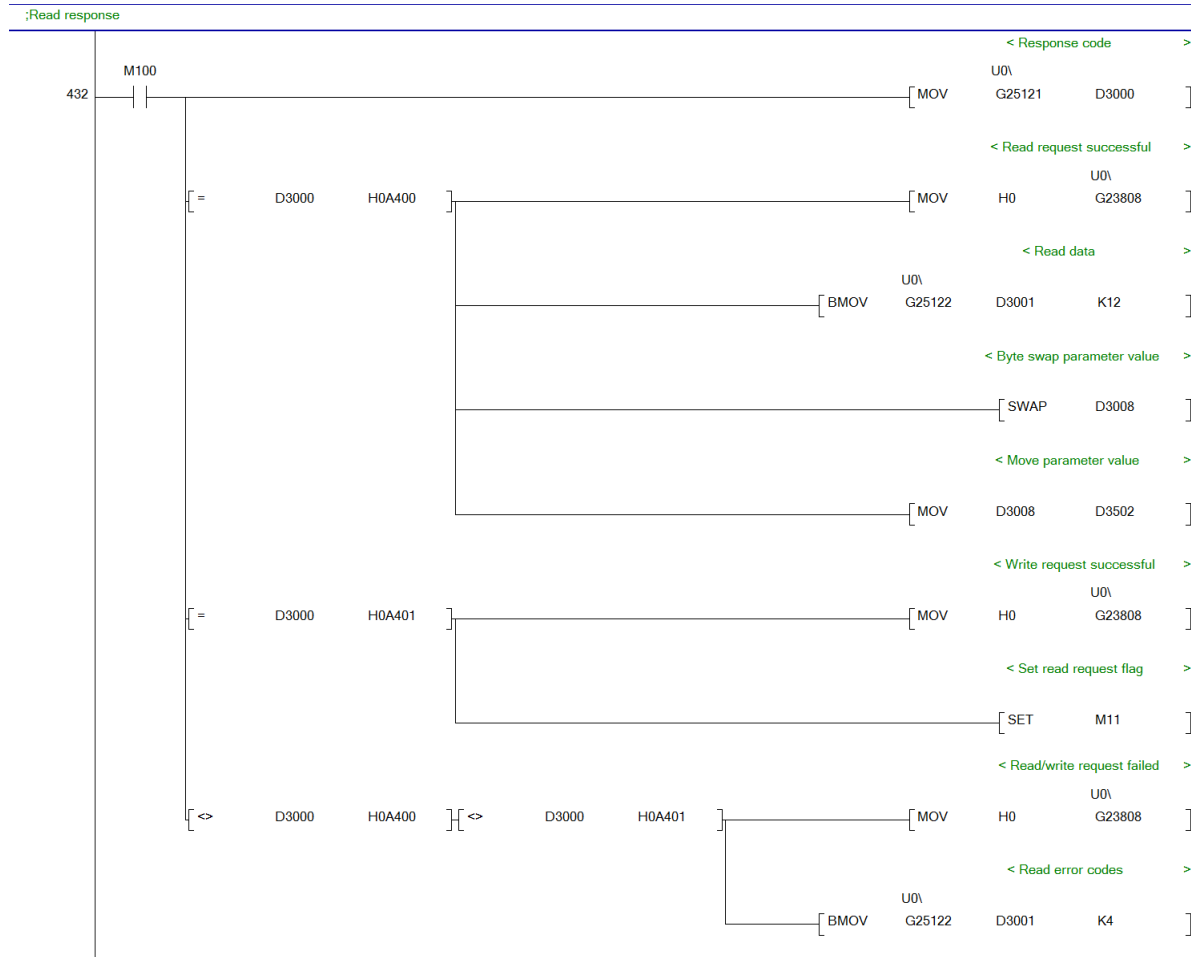 ;Read response
< Response code >
M100 U0\
432 [ MOV G25121 D3000 ]
< Read request successful >
U0\
[ = D3000 H0A400 ] [ MOV H0 G23808 ]
< Read data >
U0\
[ BMOV G25122 D3001 K12 ]
< Byte swap parameter value >
[ SWAP D3008 ]
< Move parameter value >
[ MOV D3008 D3502 ]
< Write request successful >
U0\
[ = D3000 H0A401 ] [ MOV H0 G23808 ]
< Set read request flag >
[ SET M11 ]
< Read/write request failed >
U0\
[ <> D3000 H0A400 ] [ <> D3000 H0A401 ] [ MOV H0 G23808 ]
< Read error codes >
U0\
[ BMOV G25122 D3001 K4 ]